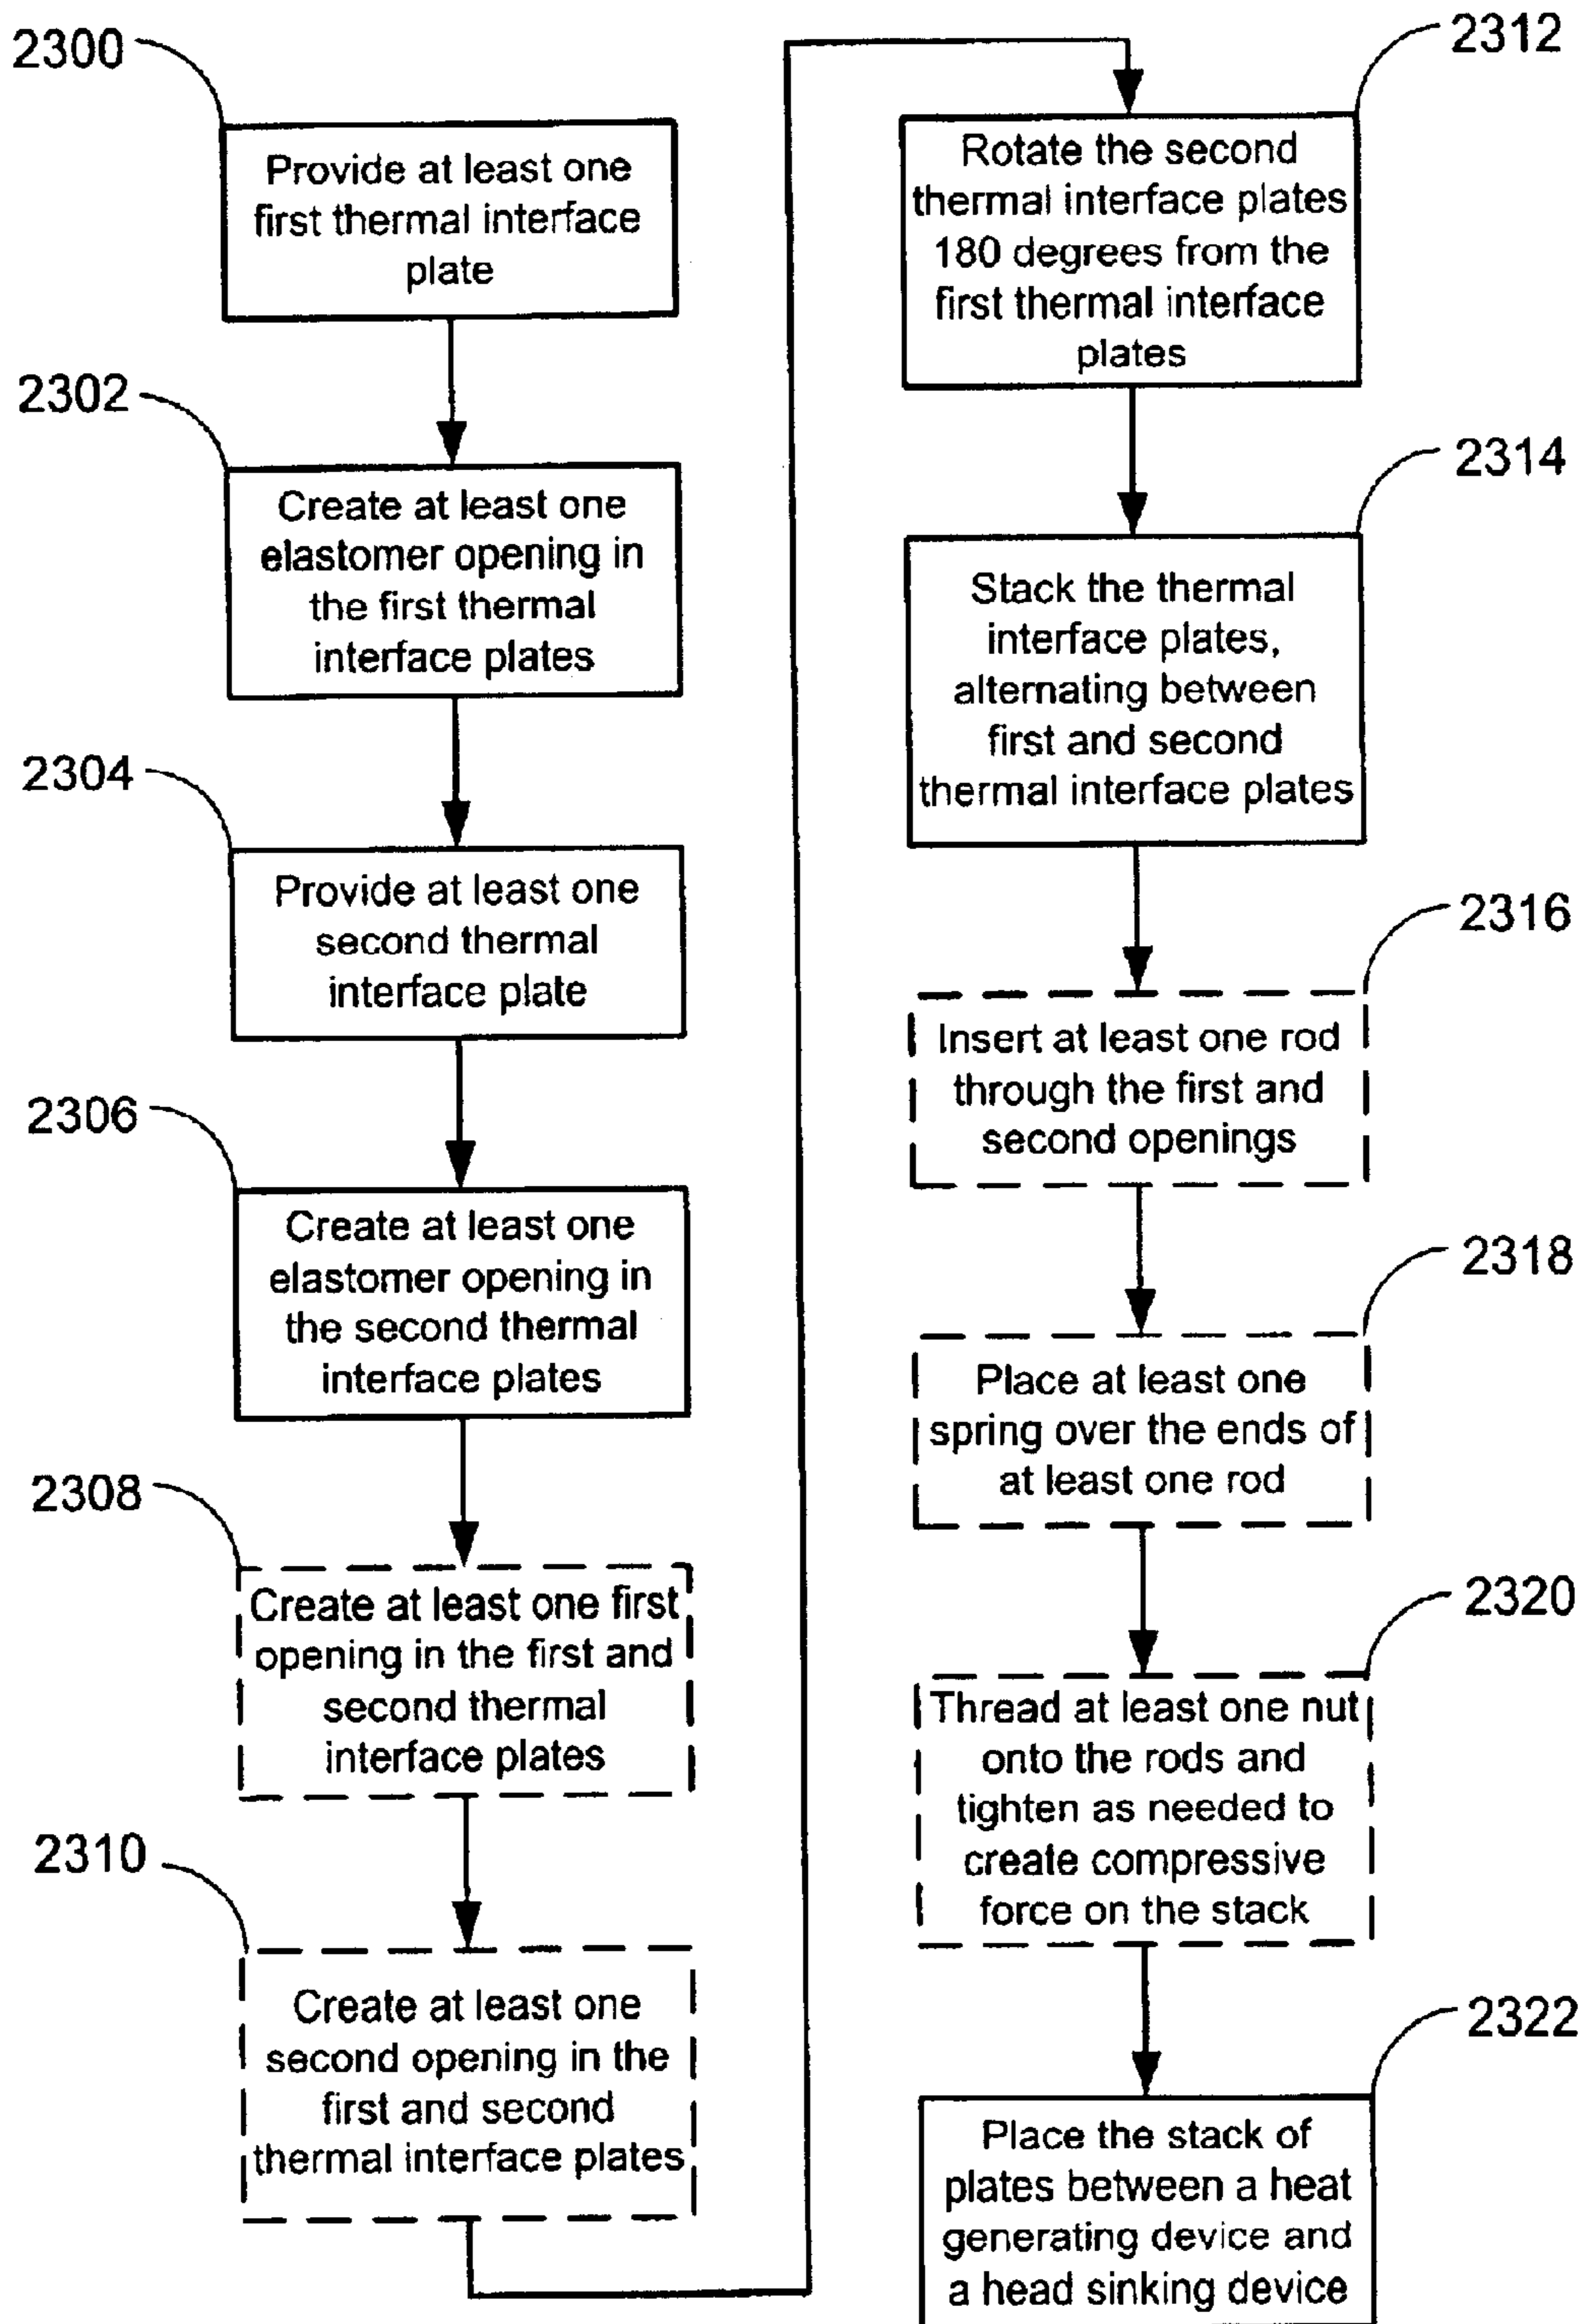 2300
Provide at least one
first thermal interface
plate
2302
Create at least one
elastomer opening in
the first thermal
interface plates
2304
Provide at least one
second thermal
interface plate
2306
Create at least one
elastomer opening in
the second thermal
interface plates
2308
Create at least one first
opening in the first and
second thermal
interface plates
2310
Create at least one
second opening in the
first and second
thermal interface plates
2312
Rotate the second
thermal interface plates
180 degrees from the
first thermal interface
plates
2314
Stack the thermal
interface plates,
alternating between
first and second
thermal interface plates
2316
Insert at least one rod
through the first and
second openings
2318
Place at least one
spring over the ends of
at least one rod
2320
Thread at least one nut
onto the rods and
tighten as needed to
create compressive
force on the stack
2322
Place the stack of
plates between a heat
generating device and
a head sinking device